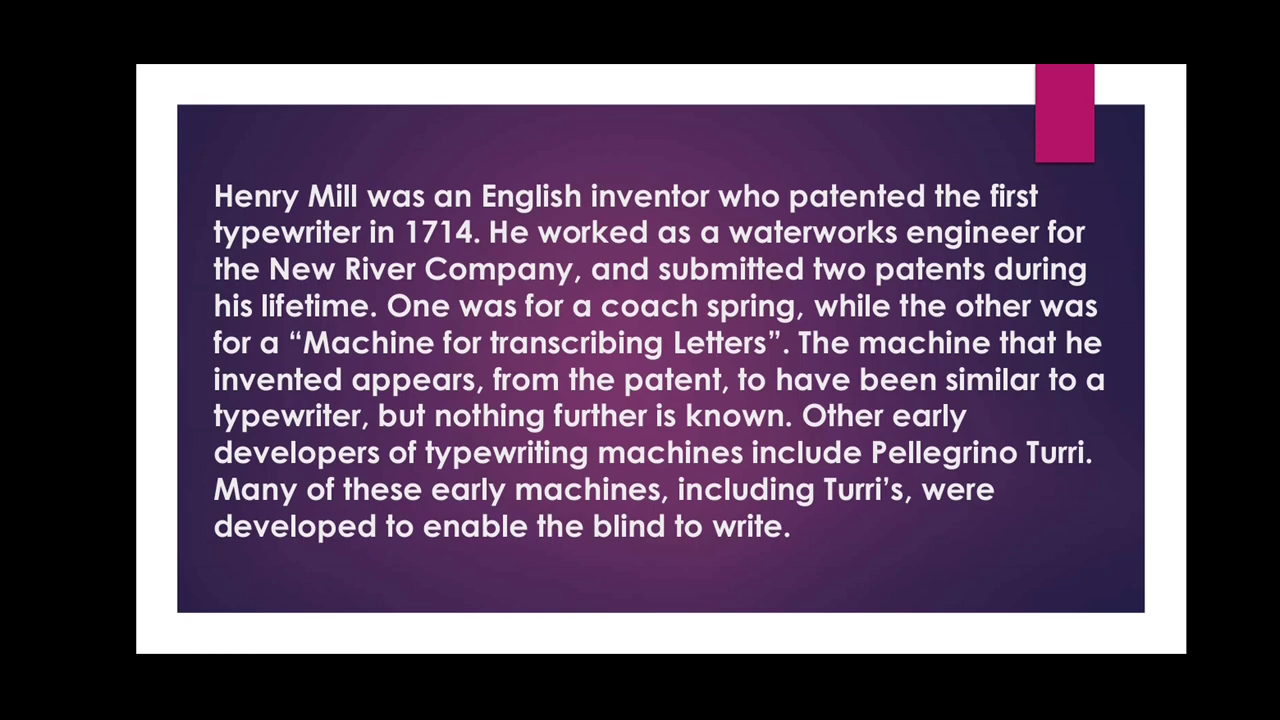 Henry Mill was an English inventor who patented the first
typewriter in 1714. He worked as a waterworks engineer for
the New River Company, and submitted two patents during
his lifetime. One was for a coach spring, while the other was
for a “Machine for transcribing Letters”. The machine that he
invented appears, from the patent, to have been similar to a
typewriter, but nothing further is known. Other early
developers of typewriting machines include Pellegrino Turri.
Many of these early machines, including Turri’s, were
developed to enable the blind to write.